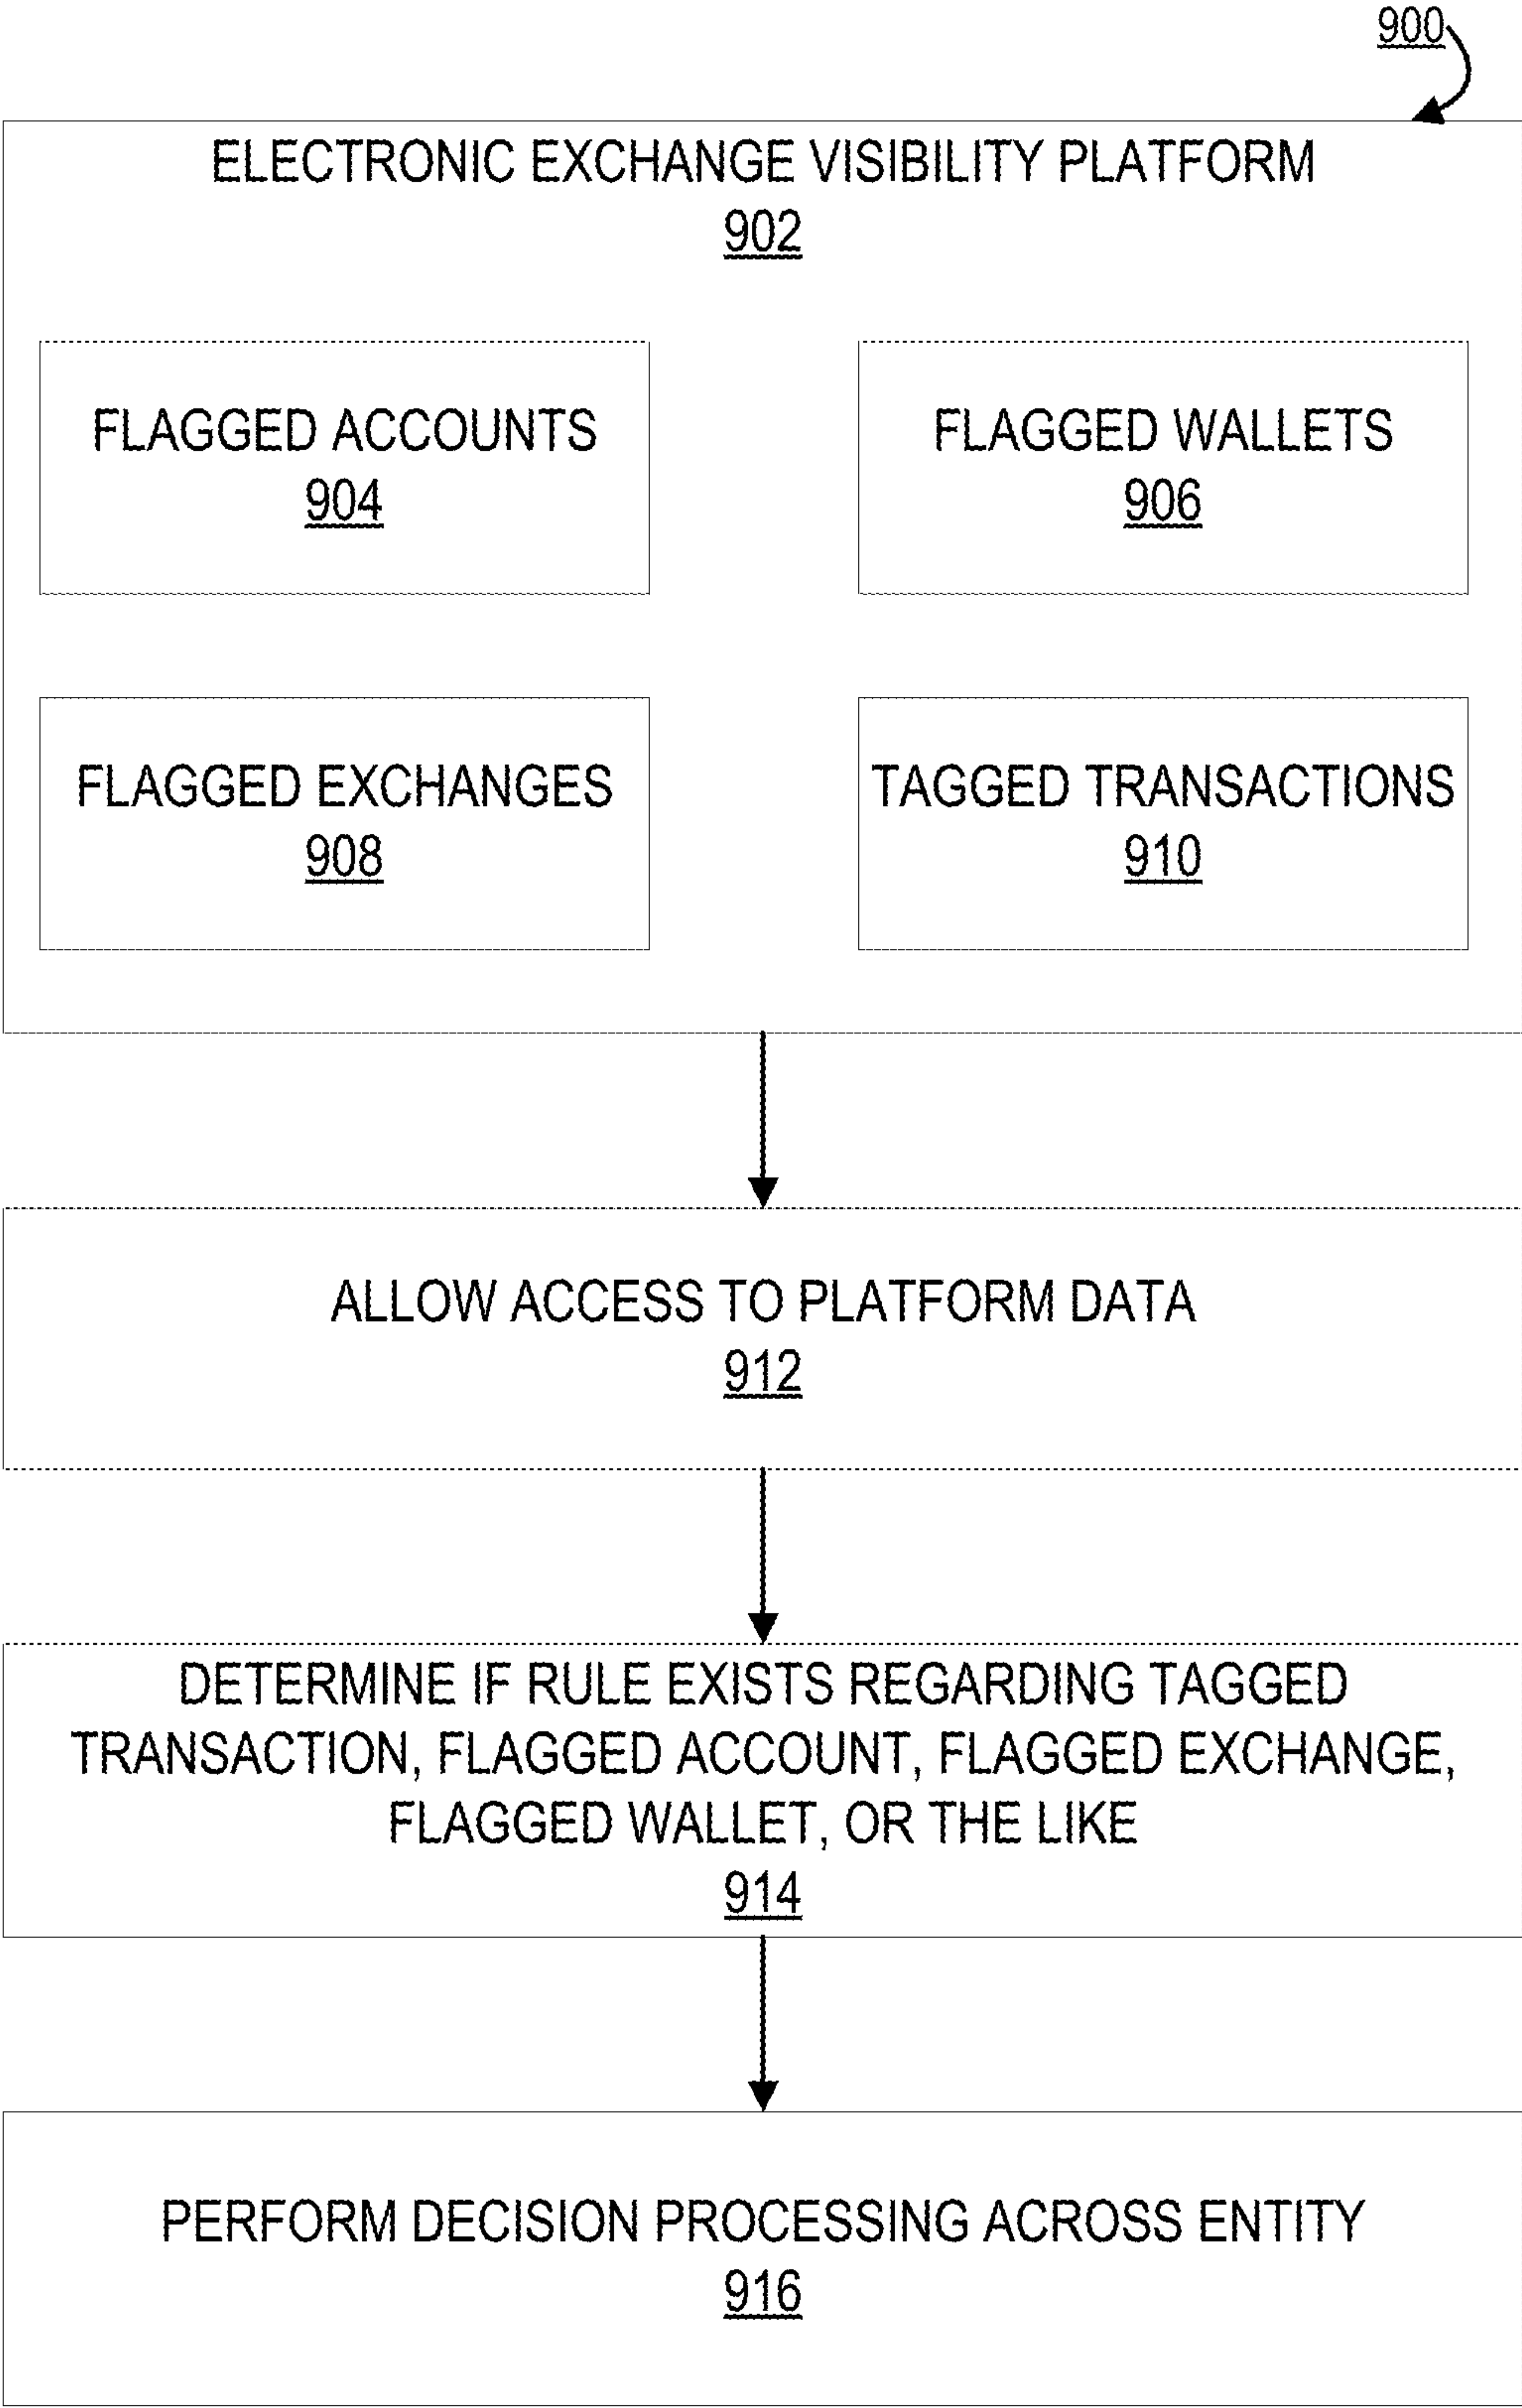 900
ELECTRONIC EXCHANGE VISIBILITY PLATFORM
902
FLAGGED ACCOUNTS
904
FLAGGED WALLETS
906
FLAGGED EXCHANGES
908
TAGGED TRANSACTIONS
910
ALLOW ACCESS TO PLATFORM DATA
912
DETERMINE IF RULE EXISTS REGARDING TAGGED
TRANSACTION, FLAGGED ACCOUNT, FLAGGED EXCHANGE,
FLAGGED WALLET, OR THE LIKE
914
PERFORM DECISION PROCESSING ACROSS ENTITY
916